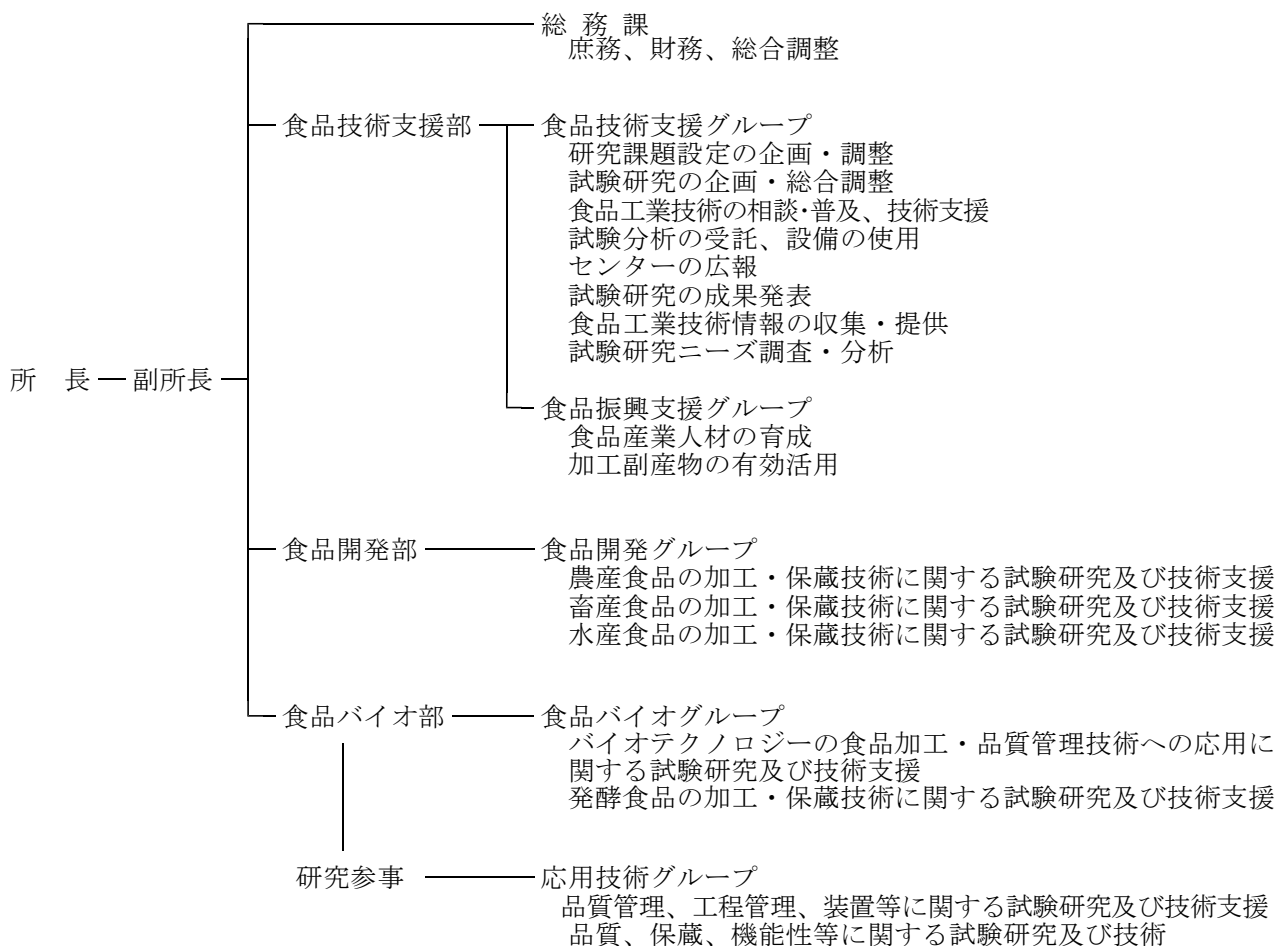 総 務 課
庶務、財務、総合調整
食品技術支援部
食品技術支援グループ
研究課題設定の企画・調整
試験研究の企画・総合調整
食品工業技術の相談・普及、技術支援
試験分析の受託、設備の使用
センターの広報
試験研究の成果発表
食品工業技術情報の収集・提供
試験研究ニーズ調査・分析
所　長
副所長
食品振興支援グループ
食品産業人材の育成
加工副産物の有効活用
食品開発部
食品開発グループ
農産食品の加工・保蔵技術に関する試験研究及び技術支援
畜産食品の加工・保蔵技術に関する試験研究及び技術支援
水産食品の加工・保蔵技術に関する試験研究及び技術支援
食品バイオ部
食品バイオグループ
バイオテクノロジーの食品加工・品質管理技術への応用に
関する試験研究及び技術支援
発酵食品の加工・保蔵技術に関する試験研究及び技術支援
研究参事
応用技術グループ
品質管理、工程管理、装置等に関する試験研究及び技術支援
品質、保蔵、機能性等に関する試験研究及び技術